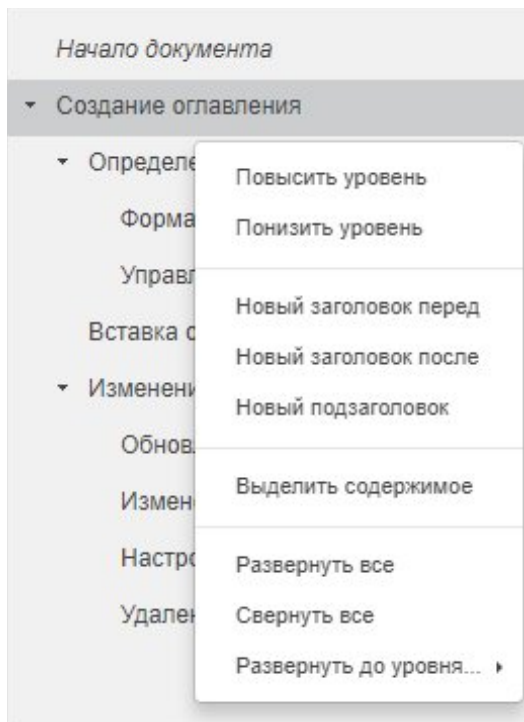 Начало документа
Создание оглавления
Повысить уровень
Понизить уровень
Новый заголовок перед
Новый заголовок после
Вставка
Новый подзаголовок
Выделить содержимое
Развернуть все
Свернуть все
Развернуть до уровня...